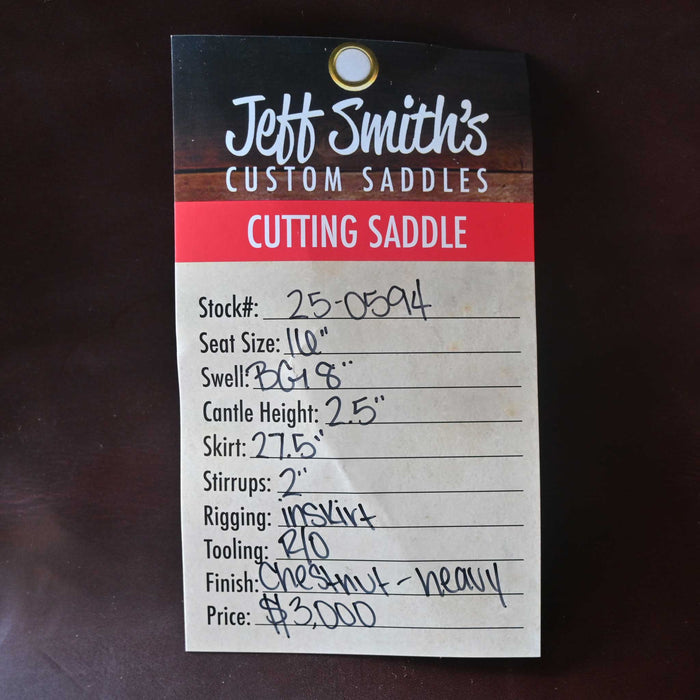 Jeff Smith's
CUSTOM SADDLES
CUTTING SADDLE
Stock#: 25-0594
Seat Size: 16"
Swell: BG 8"
Cantle Height: 2.5"
Skirt: 27.5"
Stirrups: 2"
Rigging: inskirt
Tooling: R/O
Finish: Chestnut - heavy
Price: $3,000